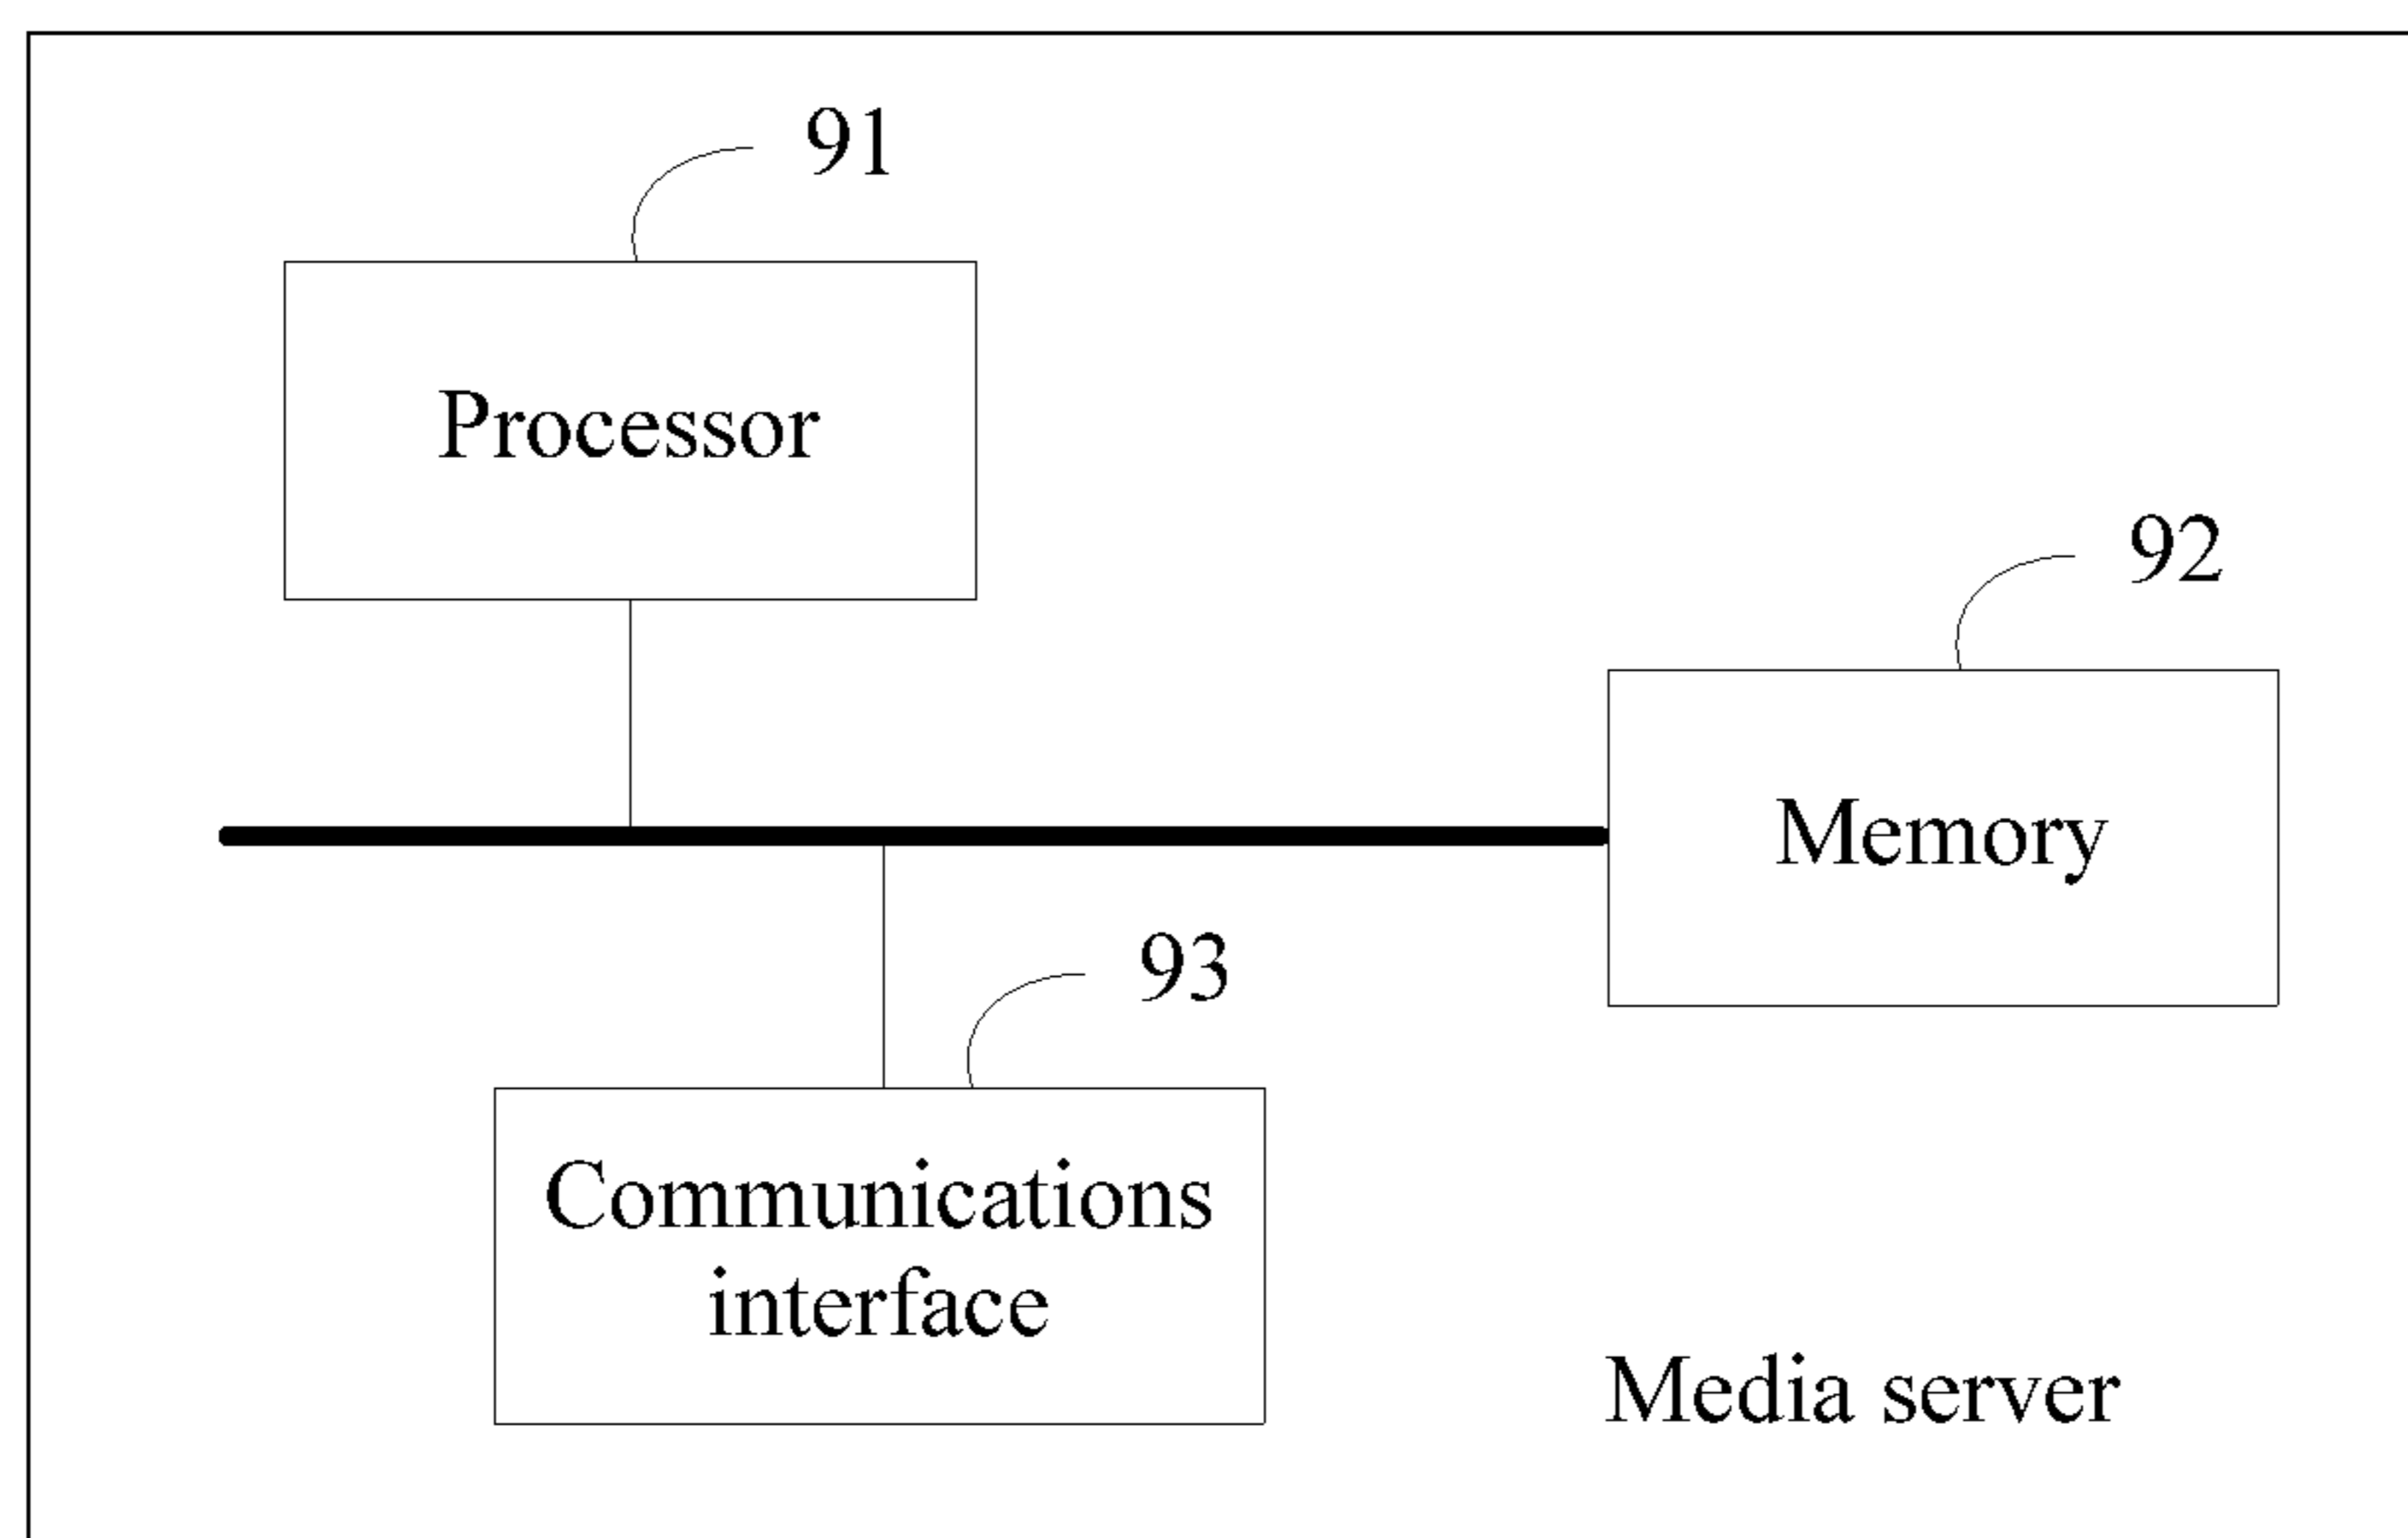 91
Processor
92
Memory
93
Communications
interface
Media server